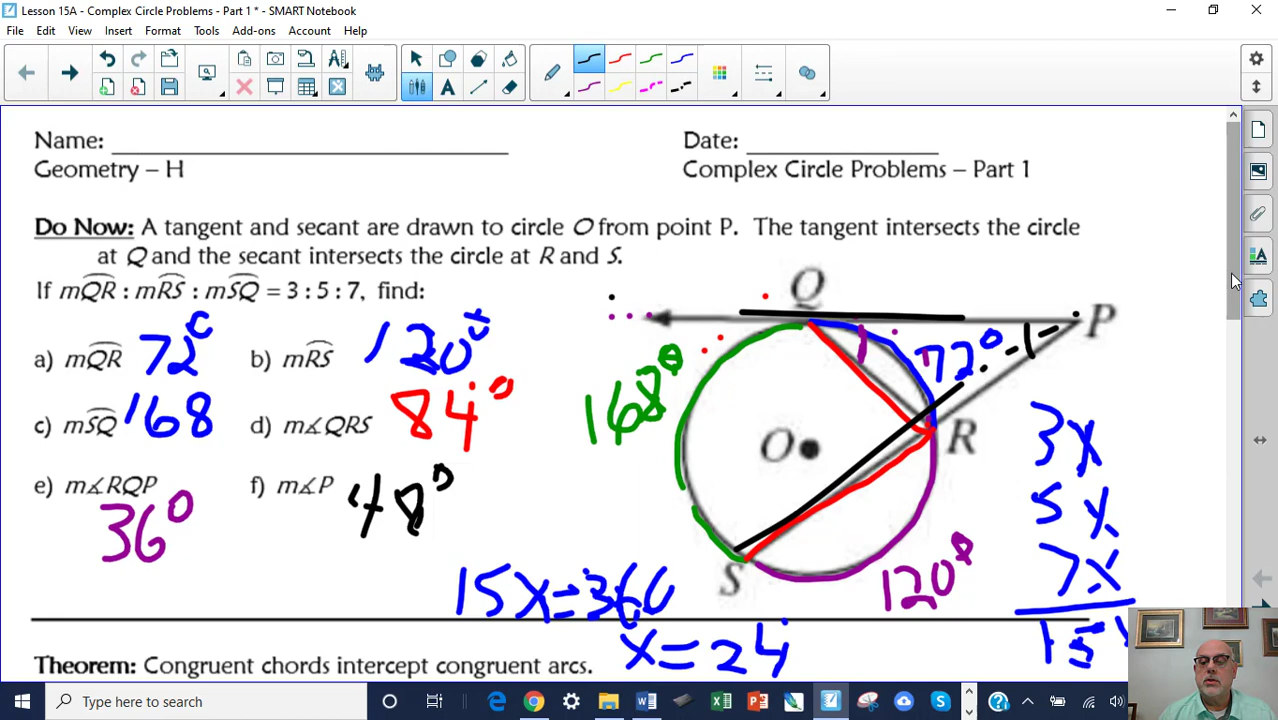 Lesson 15A - Complex Circle Problems - Part 1 * - SMART Notebook
File Edit View Insert Format Tools Add-ons Account Help
Name: ____________________ Date: ____________________
Geometry – H Complex Circle Problems – Part 1
Do Now: A tangent and secant are drawn to circle O from point P. The tangent intersects the circle
at Q and the secant intersects the circle at R and S.
If mQR : mRS : mSQ = 3 : 5 : 7, find:
a) mQR 72° b) mRS 120°
c) mSQ 168 d) m∡QRS 84°
e) m∡RQP 36° f) m∡P 48°
Q
P
168°
72°
O
R
S
120°
3x
5x
7x
15x=360
x=24
Theorem: Congruent chords intercept congruent arcs.
Type here to search